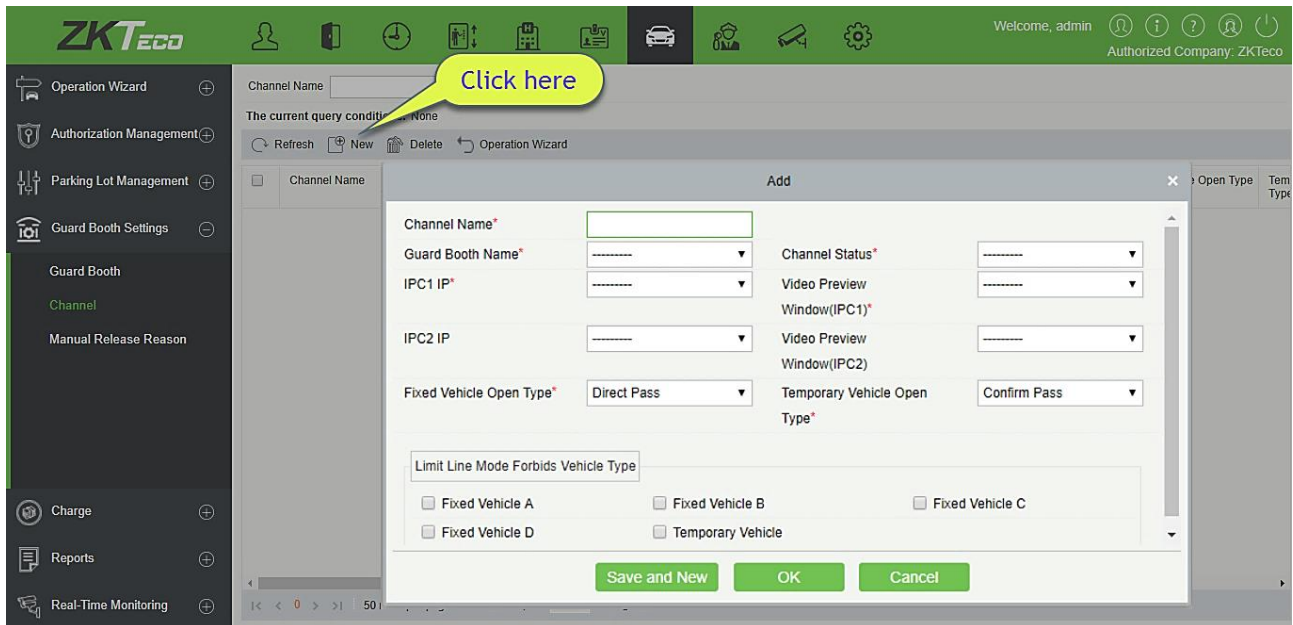 ZKTeco
Welcome, admin
Authorized Company: ZKTeco
Operation Wizard
Authorization Management
Parking Lot Management
Guard Booth Settings
Guard Booth
Channel
Manual Release Reason
Charge
Reports
Real-Time Monitoring
Channel Name
Click here
The current query conditions: None
Refresh New Delete Operation Wizard
Channel Name
Open Type
Tem
Type
Add
Channel Name*
Guard Booth Name* --------- Channel Status* ---------
IPC1 IP* --------- Video Preview ---------
Window(IPC1)*
IPC2 IP --------- Video Preview ---------
Window(IPC2)
Fixed Vehicle Open Type* Direct Pass Temporary Vehicle Open Confirm Pass
Type*
Limit Line Mode Forbids Vehicle Type
Fixed Vehicle A Fixed Vehicle B Fixed Vehicle C
Fixed Vehicle D Temporary Vehicle
Save and New OK Cancel
0 50